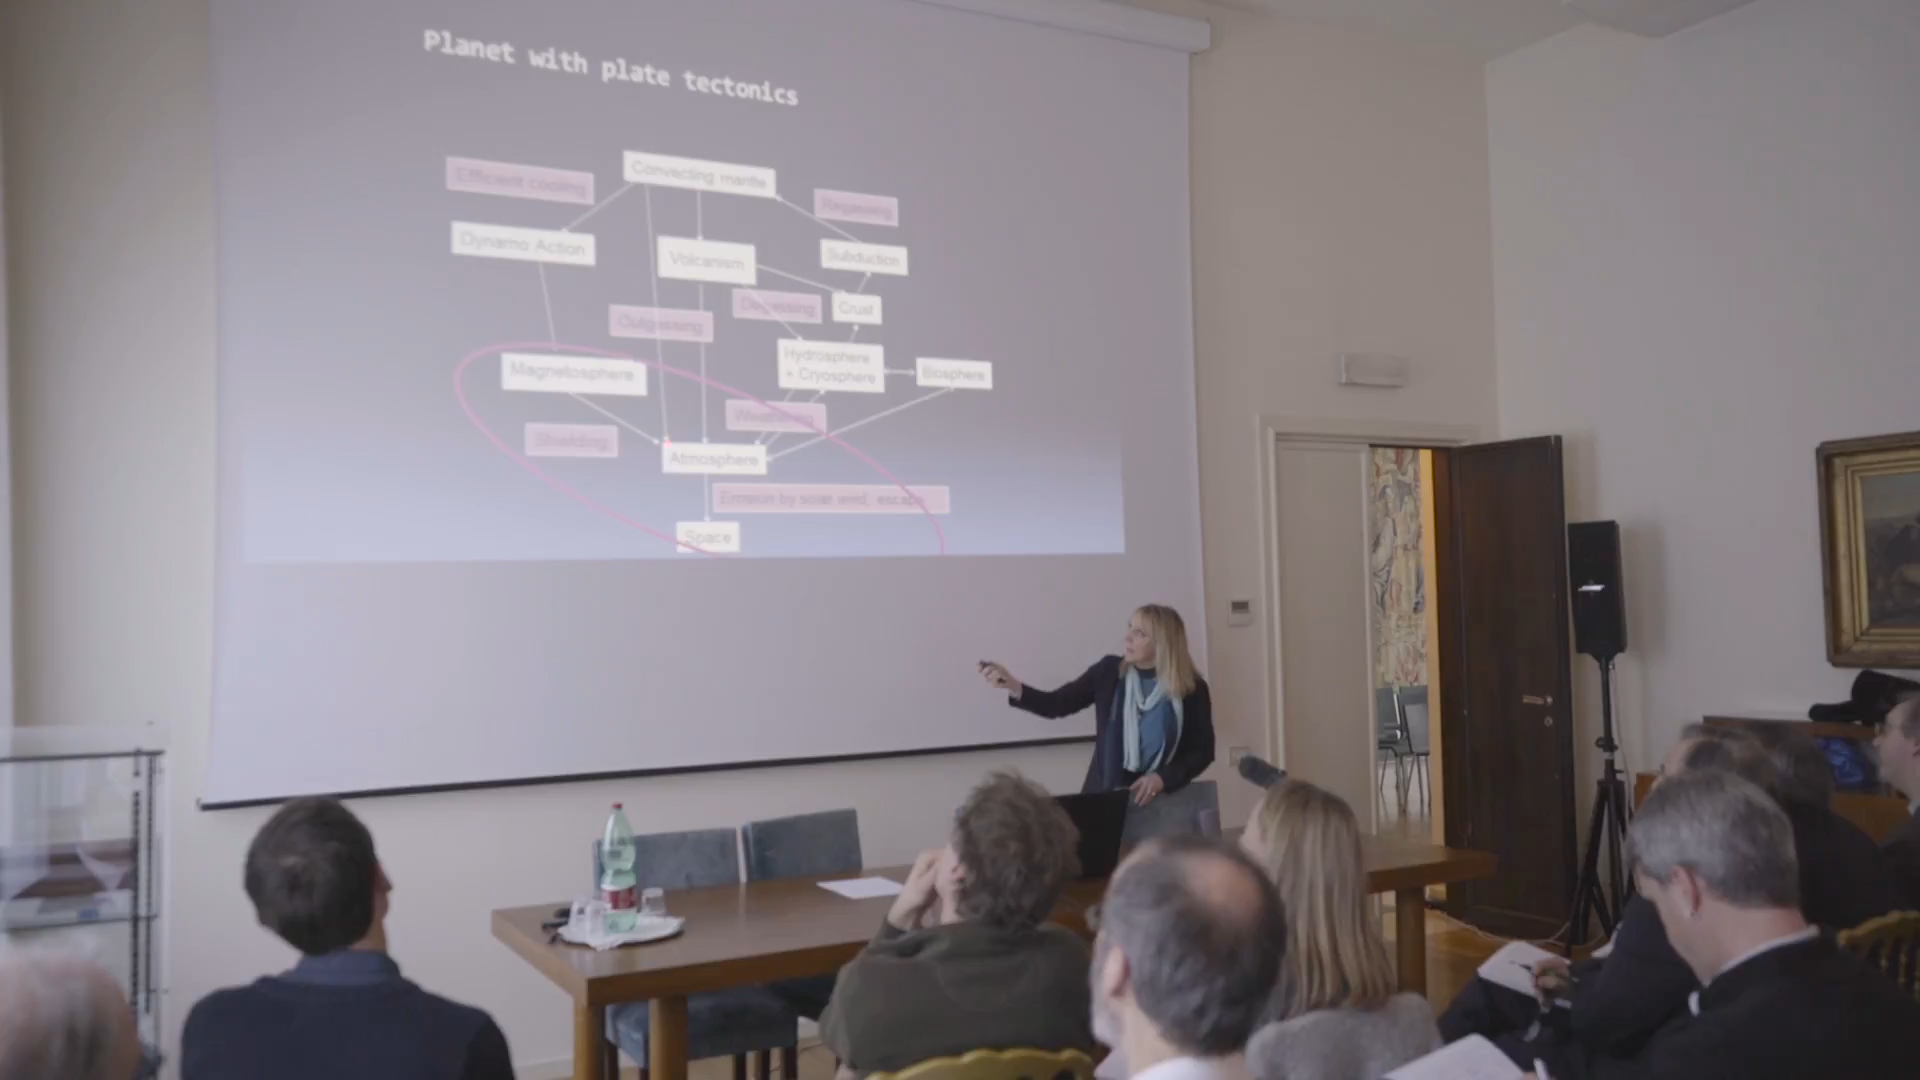 Planet with plate tectonics
Efficient cooling
Convecting mantle
Regassing
Dynamo Action
Volcanism
Subduction
Degassing
Crust
Outgassing
Hydrosphere
+ Cryosphere
Biosphere
Magnetosphere
Weathering
Shielding
Atmosphere
Erosion by solar wind, escape
Space